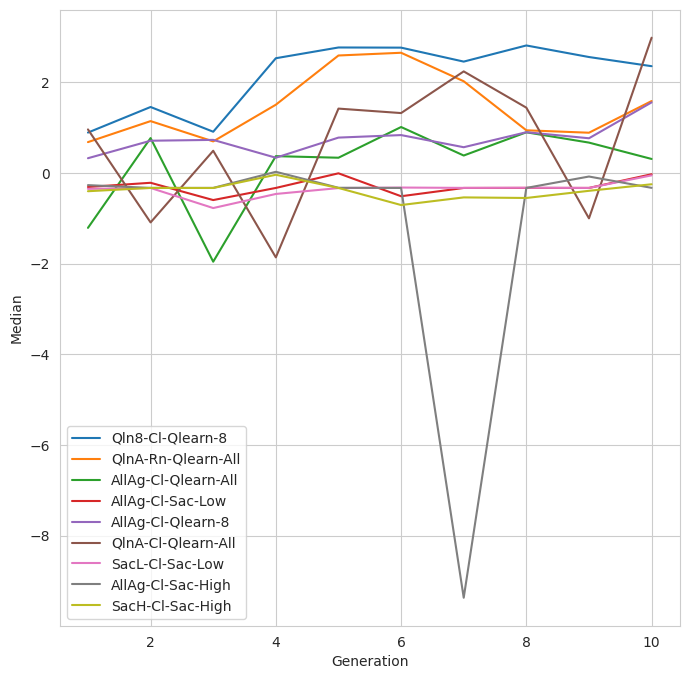 2
0
−2
−4
−6
−8
Median
Qln8-Cl-Qlearn-8
QlnA-Rn-Qlearn-All
AllAg-Cl-Qlearn-All
AllAg-Cl-Sac-Low
AllAg-Cl-Qlearn-8
QlnA-Cl-Qlearn-All
SacL-Cl-Sac-Low
AllAg-Cl-Sac-High
SacH-Cl-Sac-High
2 4 6 8 10
Generation